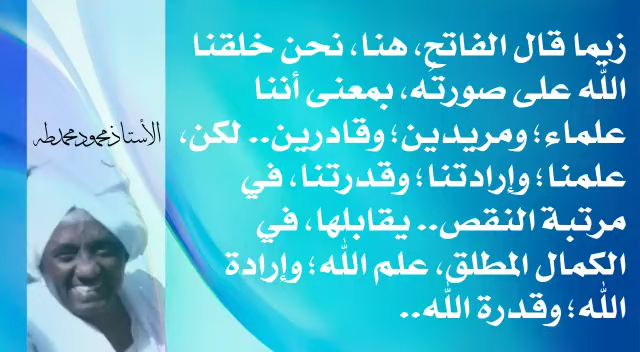 زيما قال الفاتح، هنا، نحن خلقنا
الله على صورته، بمعنى أننا
علماء؛ ومريدين؛ وقادرين.. لكن،
علمنا؛ وإرادتنا؛ وقدرتنا، في
مرتبة النقص.. يقابلها، في
الكمال المطلق، علم الله؛ وإرادة
الله؛ وقدرة الله..
الأستاذ محمود محمد طه